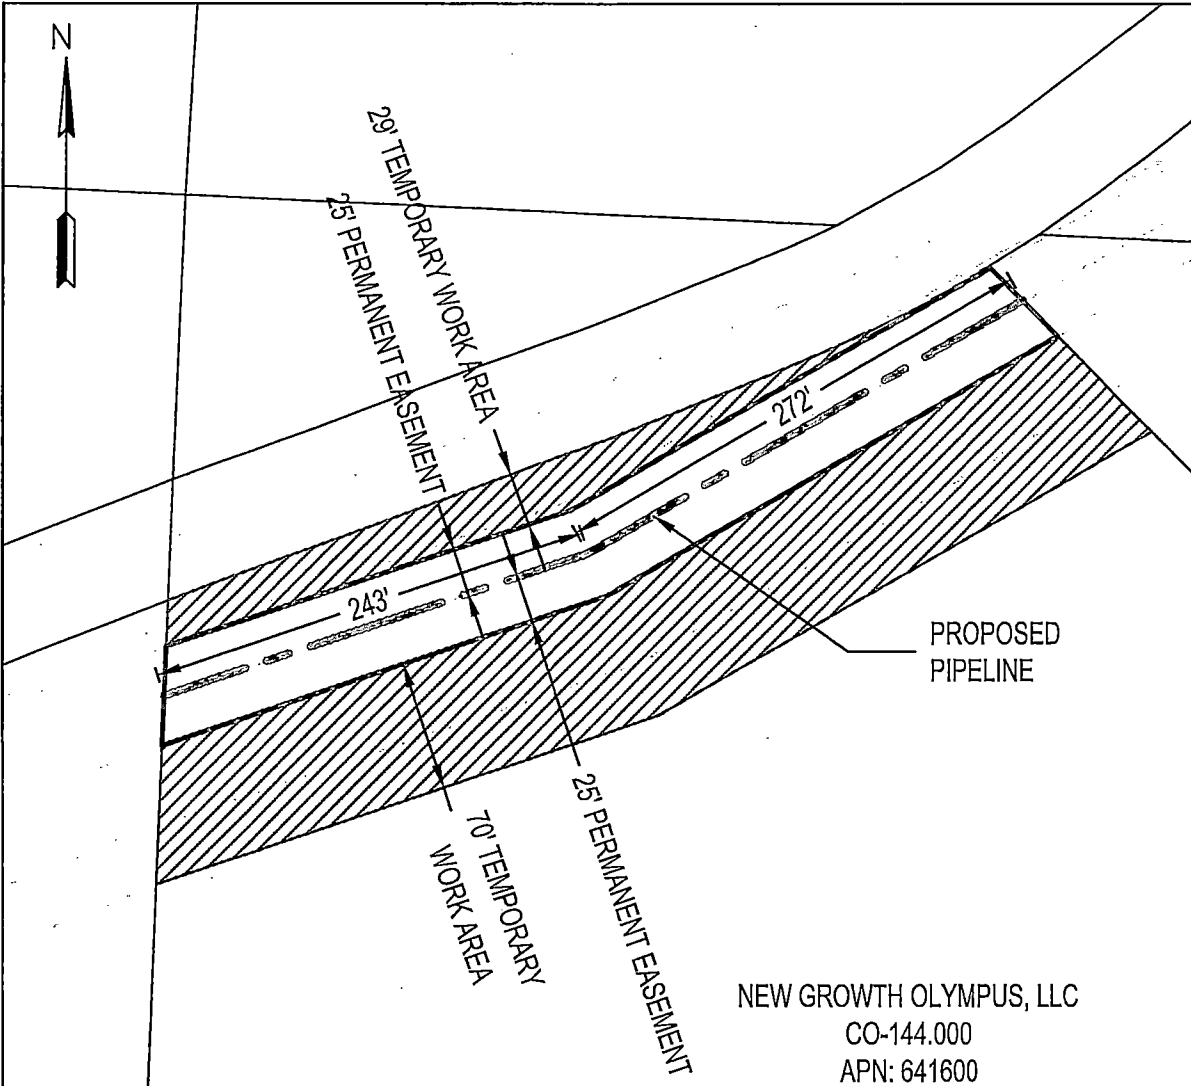 N
29' TEMPORARY WORK AREA
25' PERMANENT EASEMENT
272'
243'
PROPOSED
PIPELINE
25' PERMANENT EASEMENT
70' TEMPORARY
WORK AREA
NEW GROWTH OLYMPUS, LLC
CO-144.000
APN: 641600